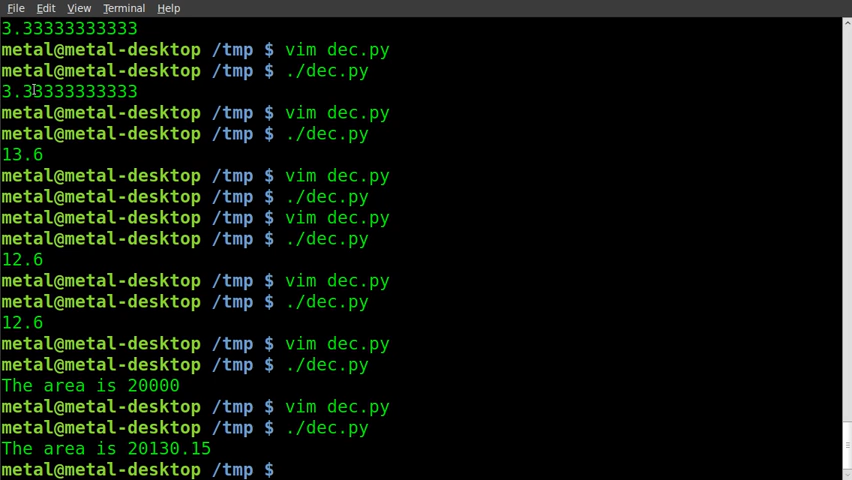 File Edit View Terminal Help
3.33333333333
metal@metal-desktop /tmp $ vim dec.py
metal@metal-desktop /tmp $ ./dec.py
3.33333333333
metal@metal-desktop /tmp $ vim dec.py
metal@metal-desktop /tmp $ ./dec.py
13.6
metal@metal-desktop /tmp $ vim dec.py
metal@metal-desktop /tmp $ ./dec.py
metal@metal-desktop /tmp $ vim dec.py
metal@metal-desktop /tmp $ ./dec.py
12.6
metal@metal-desktop /tmp $ vim dec.py
metal@metal-desktop /tmp $ ./dec.py
12.6
metal@metal-desktop /tmp $ vim dec.py
metal@metal-desktop /tmp $ ./dec.py
The area is 20000
metal@metal-desktop /tmp $ vim dec.py
metal@metal-desktop /tmp $ ./dec.py
The area is 20130.15
metal@metal-desktop /tmp $